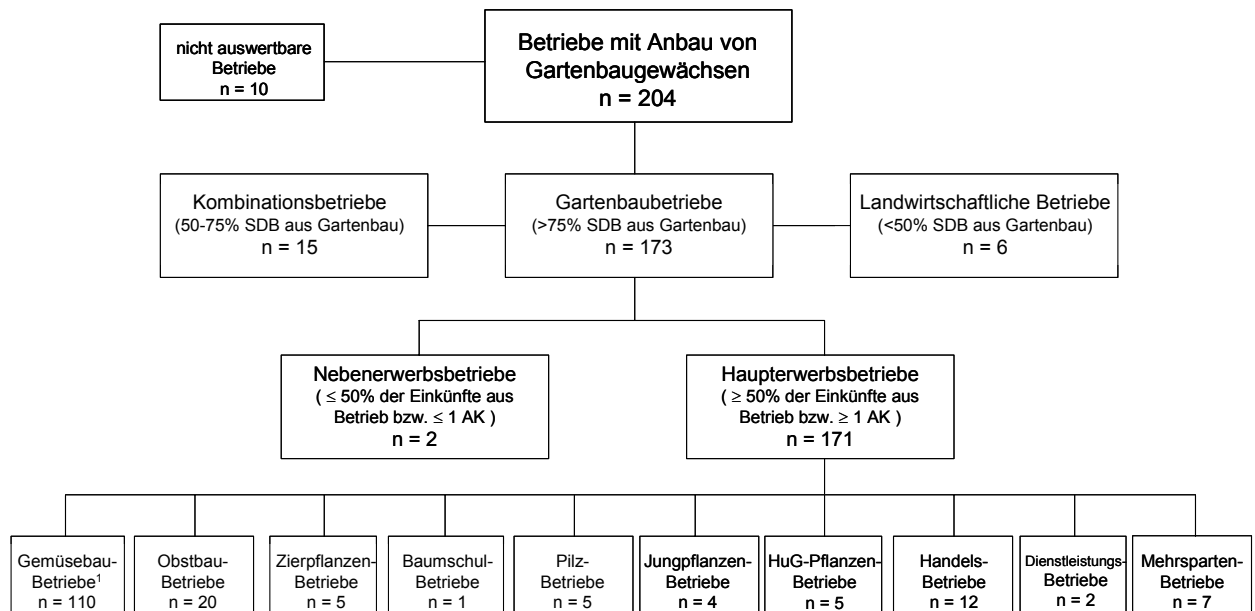 nicht auswertbare
Betriebe
n = 10
Betriebe mit Anbau von
Gartenbaugewächsen
n = 204
Kombinationsbetriebe
(50-75% SDB aus Gartenbau)
n = 15
Gartenbaubetriebe
(>75% SDB aus Gartenbau)
n = 173
Landwirtschaftliche Betriebe
(<50% SDB aus Gartenbau)
n = 6
Nebenerwerbsbetriebe
( ≤ 50% der Einkünfte aus
Betrieb bzw. ≤ 1 AK )
n = 2
Haupterwerbsbetriebe
( ≥ 50% der Einkünfte aus
Betrieb bzw. ≥ 1 AK )
n = 171
Gemüsebau-
Betriebe¹
n = 110
Obstbau-
Betriebe
n = 20
Zierpflanzen-
Betriebe
n = 5
Baumschul-
Betriebe
n = 1
Pilz-
Betriebe
n = 5
Jungpflanzen-
Betriebe
n = 4
HuG-Pflanzen-
Betriebe
n = 5
Handels-
Betriebe
n = 12
Dienstleistungs-
Betriebe
n = 2
Mehrsparten-
Betriebe
n = 7